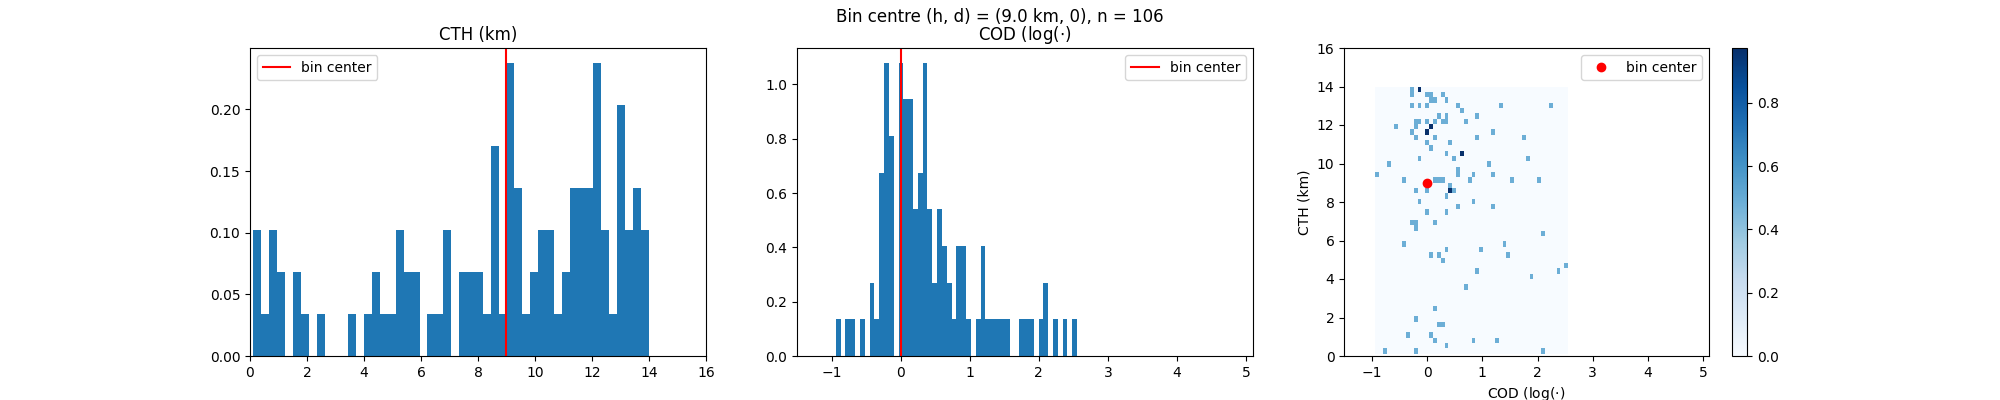 Bin centre (h, d) = (9.0 km, 0), n = 106
CTH (km)
bin center
0.20
0.15
0.10
0.05
0.00
0 2 4 6 8 10 12 14 16
COD (log(·)
bin center
1.0
0.8
0.6
0.4
0.2
0.0
−1 0 1 2 3 4 5
bin center
CTH (km)
16
14
12
10
8
6
4
2
0
−1 0 1 2 3 4 5
COD (log(·)
0.8
0.6
0.4
0.2
0.0